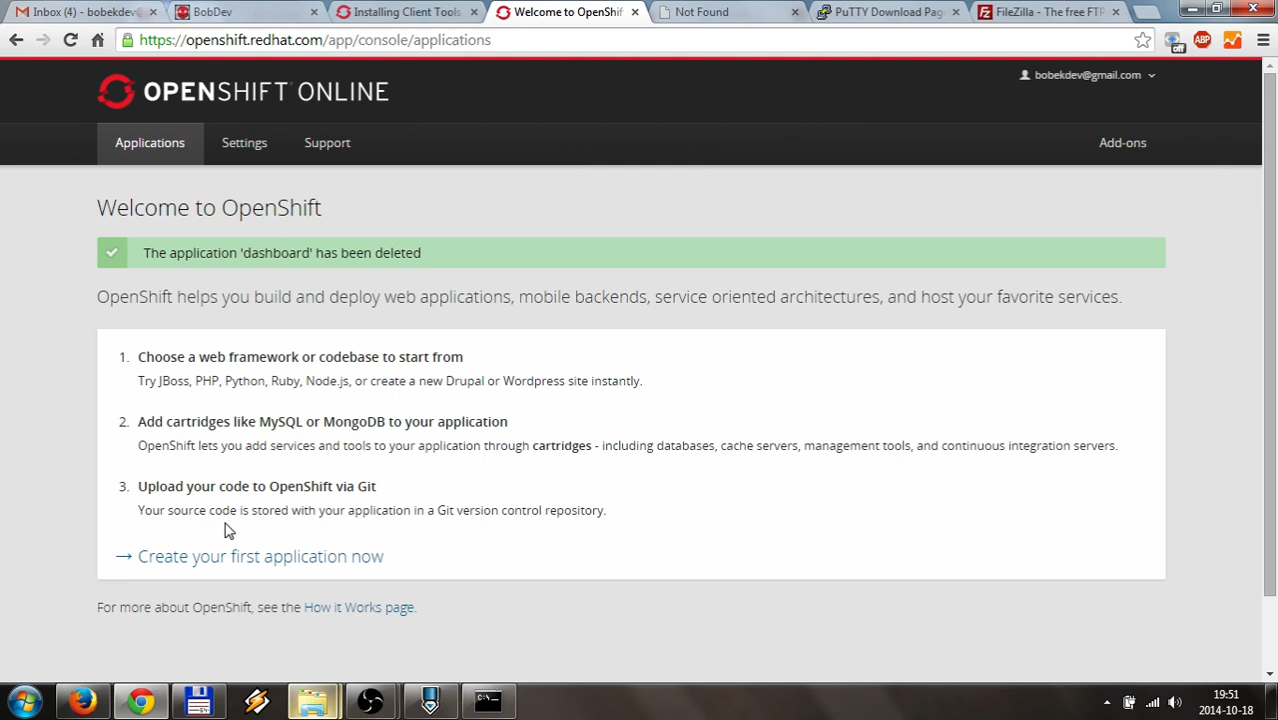 Inbox (4) - bobekdev@
BobDev
Installing Client Tools
Welcome to OpenShift
Not Found
PuTTY Download Page
FileZilla - The free FTP
https://openshift.redhat.com/app/console/applications
off
ABP
OPENSHIFT ONLINE
bobekdev@gmail.com
Applications
Settings
Support
Add-ons
Welcome to OpenShift
The application 'dashboard' has been deleted
OpenShift helps you build and deploy web applications, mobile backends, service oriented architectures, and host your favorite services.
1. Choose a web framework or codebase to start from
Try JBoss, PHP, Python, Ruby, Node.js, or create a new Drupal or Wordpress site instantly.
2. Add cartridges like MySQL or MongoDB to your application
OpenShift lets you add services and tools to your application through cartridges - including databases, cache servers, management tools, and continuous integration servers.
3. Upload your code to OpenShift via Git
Your source code is stored with your application in a Git version control repository.
→ Create your first application now
For more about OpenShift, see the How it Works page.
19:51
2014-10-18